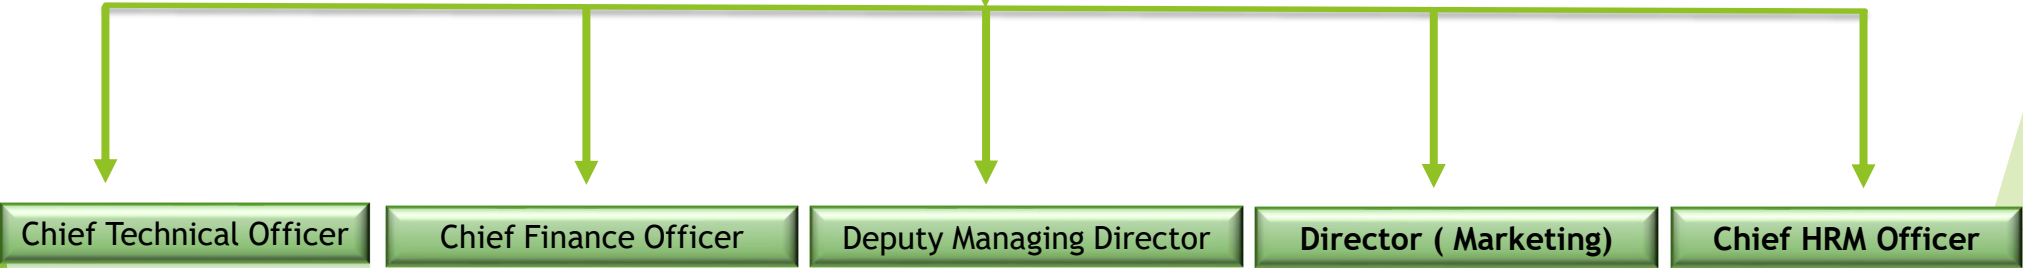 Chief Technical Officer
Chief Finance Officer
Deputy Managing Director
Director ( Marketing)
Chief HRM Officer